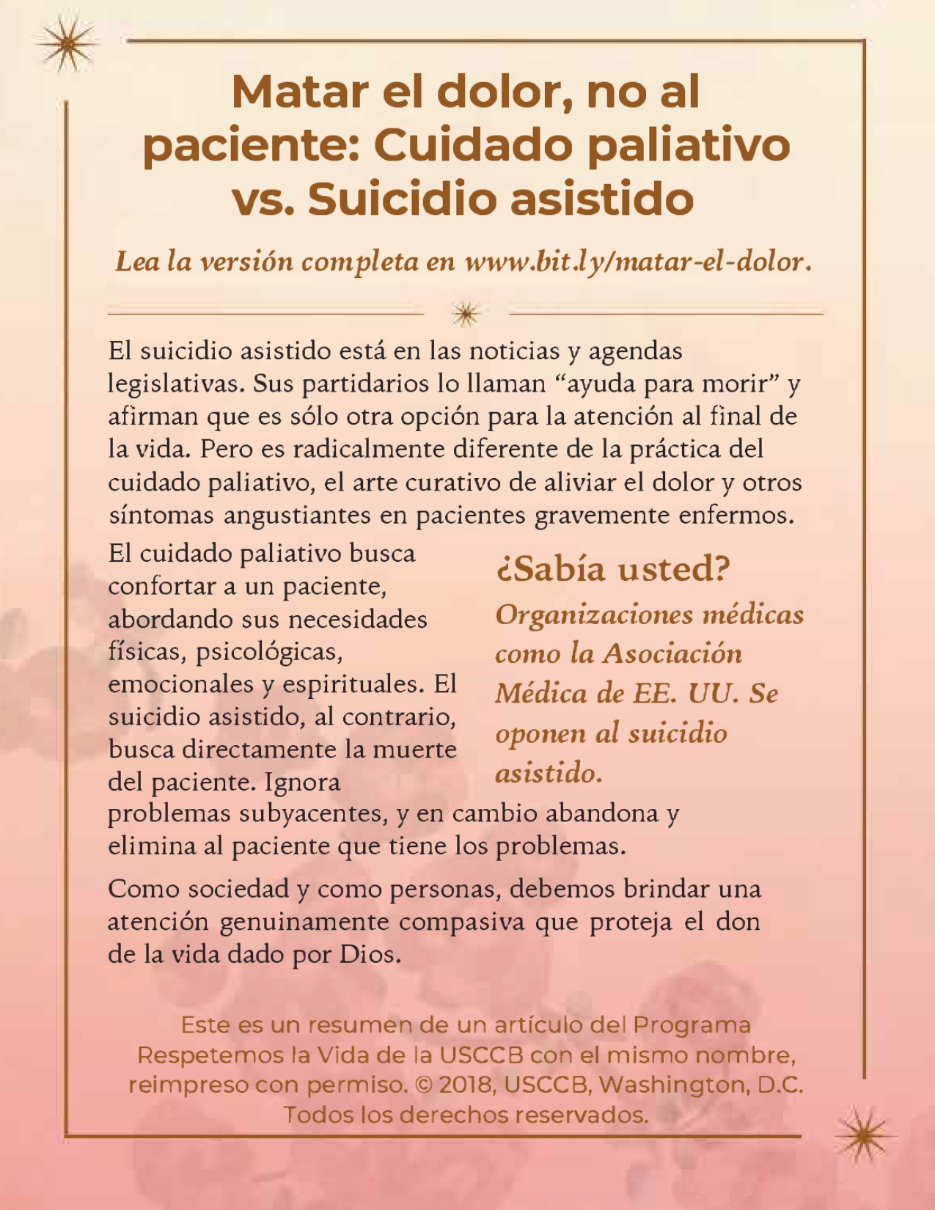 Matar el dolor, no al
paciente: Cuidado paliativo
vs. Suicidio asistido
Lea la versión completa en www.bit.ly/matar-el-dolor.
El suicidio asistido está en las noticias y agendas
legislativas. Sus partidarios lo llaman “ayuda para morir” y
afirman que es sólo otra opción para la atención al final de
la vida. Pero es radicalmente diferente de la práctica del
cuidado paliativo, el arte curativo de aliviar el dolor y otros
síntomas angustiantes en pacientes gravemente enfermos.
El cuidado paliativo busca
confortar a un paciente,
abordando sus necesidades
físicas, psicológicas,
emocionales y espirituales. El
suicidio asistido, al contrario,
busca directamente la muerte
del paciente. Ignora
problemas subyacentes, y en cambio abandona y
elimina al paciente que tiene los problemas.
¿Sabía usted?
Organizaciones médicas
como la Asociación
Médica de EE. UU. Se
oponen al suicidio
asistido.
Como sociedad y como personas, debemos brindar una
atención genuinamente compasiva que proteja el don
de la vida dado por Dios.
Este es un resumen de un artículo del Programa
Respetemos la Vida de la USCCB con el mismo nombre,
reimpreso con permiso. © 2018, USCCB, Washington, D.C.
Todos los derechos reservados.